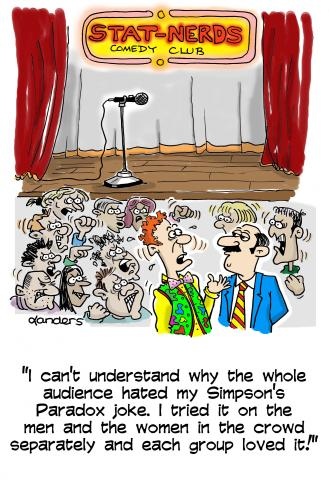 STAT-NERDS
COMEDY CLUB
dlanders
"I can't understand why the whole
audience hated my Simpson's
Paradox joke. I tried it on the
men and the women in the crowd
separately and each group loved it!"